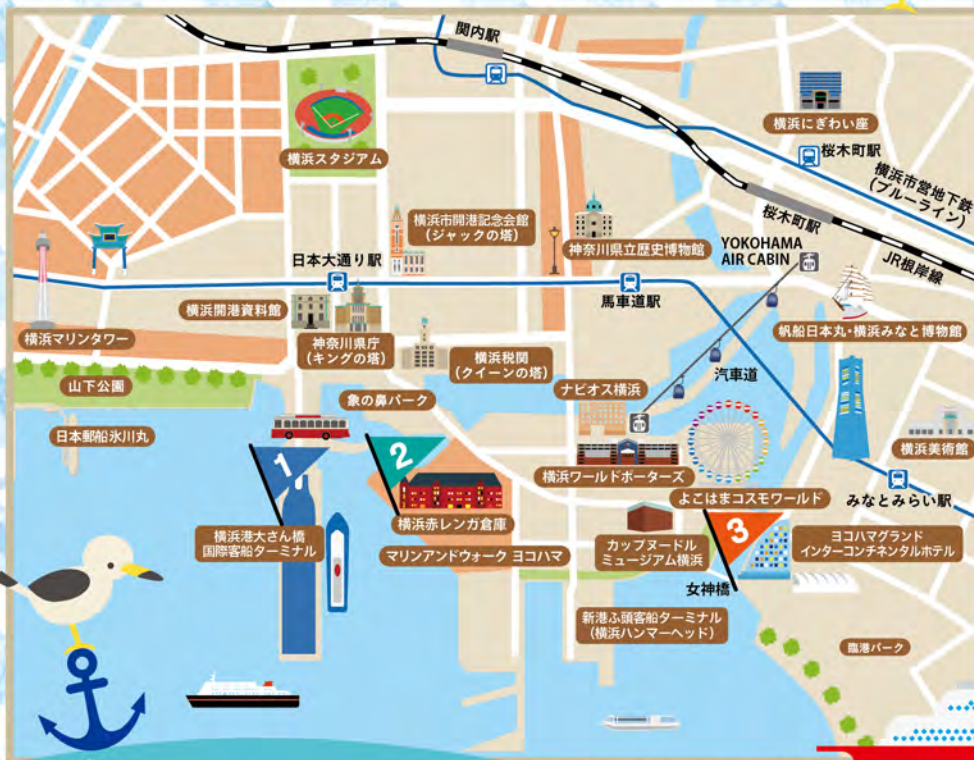 関内駅
横浜にぎわい座
桜木町駅
横浜市営地下鉄
(ブルーライン)
横浜スタジアム
桜木町駅
JR根岸線
横浜市開港記念会館
(ジャックの塔)
神奈川県立歴史博物館
YOKOHAMA
AIR CABIN
日本大通り駅
馬車道駅
横浜開港資料館
帆船日本丸・横浜みなと博物館
横浜マリンタワー
神奈川県庁
(キングの塔)
横浜税関
(クイーンの塔)
汽車道
山下公園
象の鼻パーク
ナビオス横浜
日本郵船氷川丸
横浜美術館
1
2
横浜ワールドポーターズ
よこはまコスモワールド
みなとみらい駅
横浜赤レンガ倉庫
3
横浜港大さん橋
国際客船ターミナル
マリンアンドウォーク ヨコハマ
カップヌードル
ミュージアム横浜
ヨコハマグランド
インターコンチネンタルホテル
女神橋
新港ふ頭客船ターミナル
(横浜ハンマーヘッド)
臨港パーク